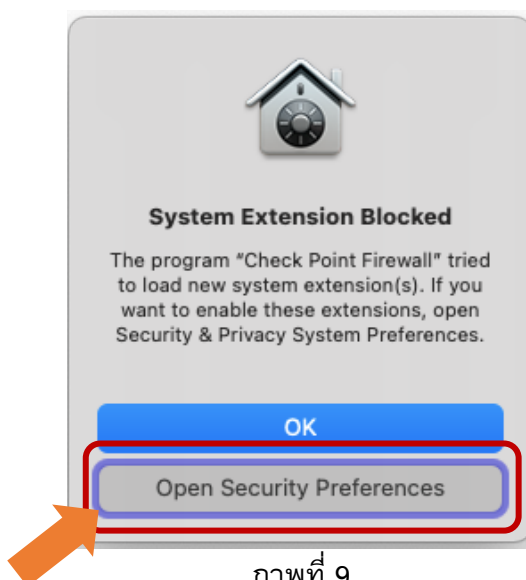 System Extension Blocked
The program "Check Point Firewall" tried
to load new system extension(s). If you
want to enable these extensions, open
Security & Privacy System Preferences.
OK
Open Security Preferences
ภาพที่ 9